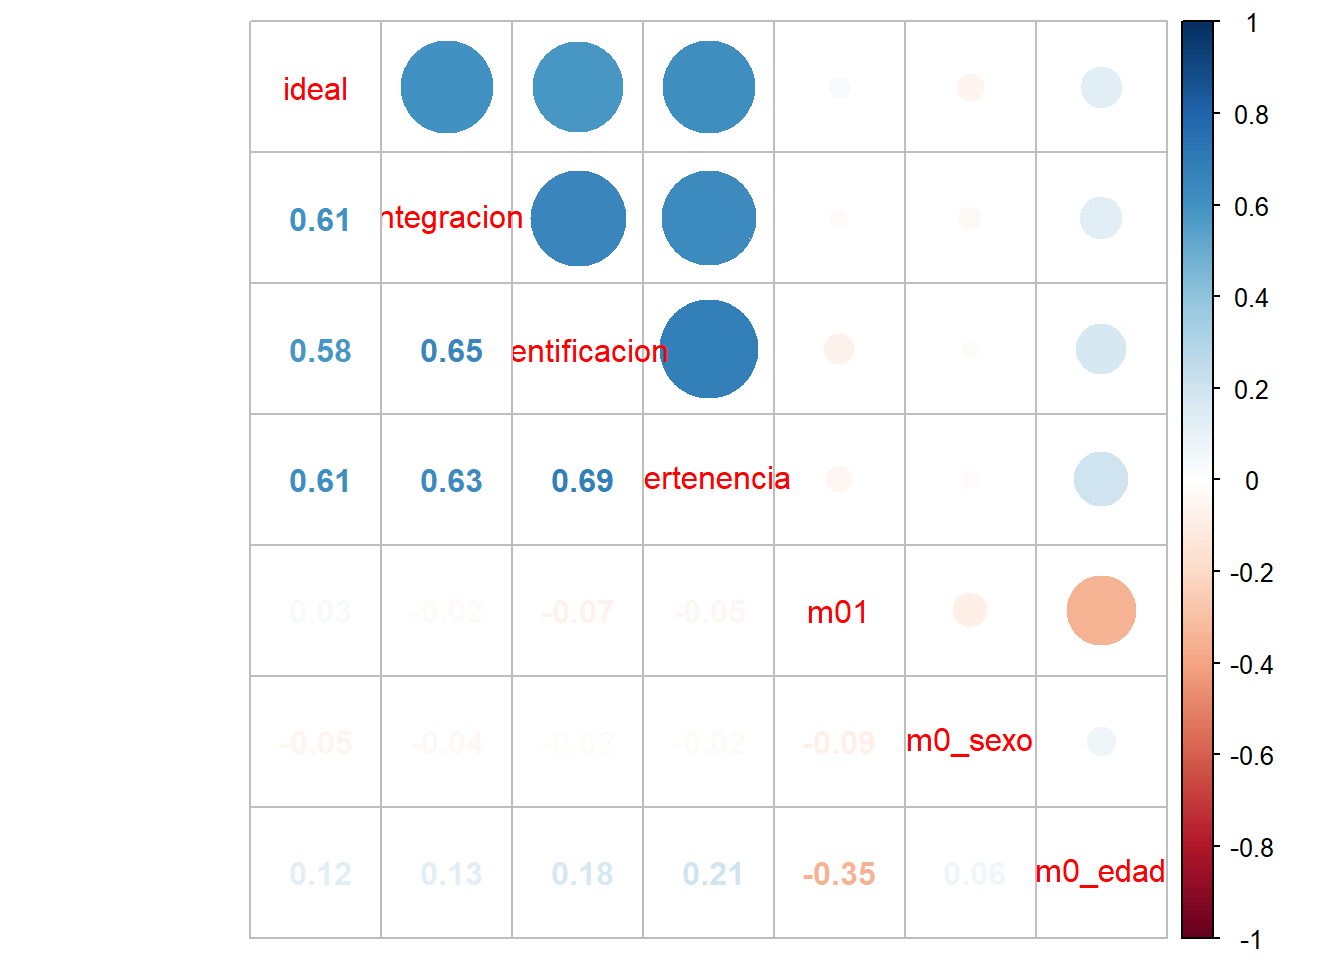 ideal
0.61 ntegracion
0.58 0.65 entificacion
0.61 0.63 0.69 ertenencia
0.03 -0.02 -0.07 -0.05 m01
-0.05 -0.04 -0.02 -0.02 -0.09 m0_sexo
0.12 0.13 0.18 0.21 -0.35 0.06 m0_edad
1
0.8
0.6
0.4
0.2
0
-0.2
-0.4
-0.6
-0.8
-1